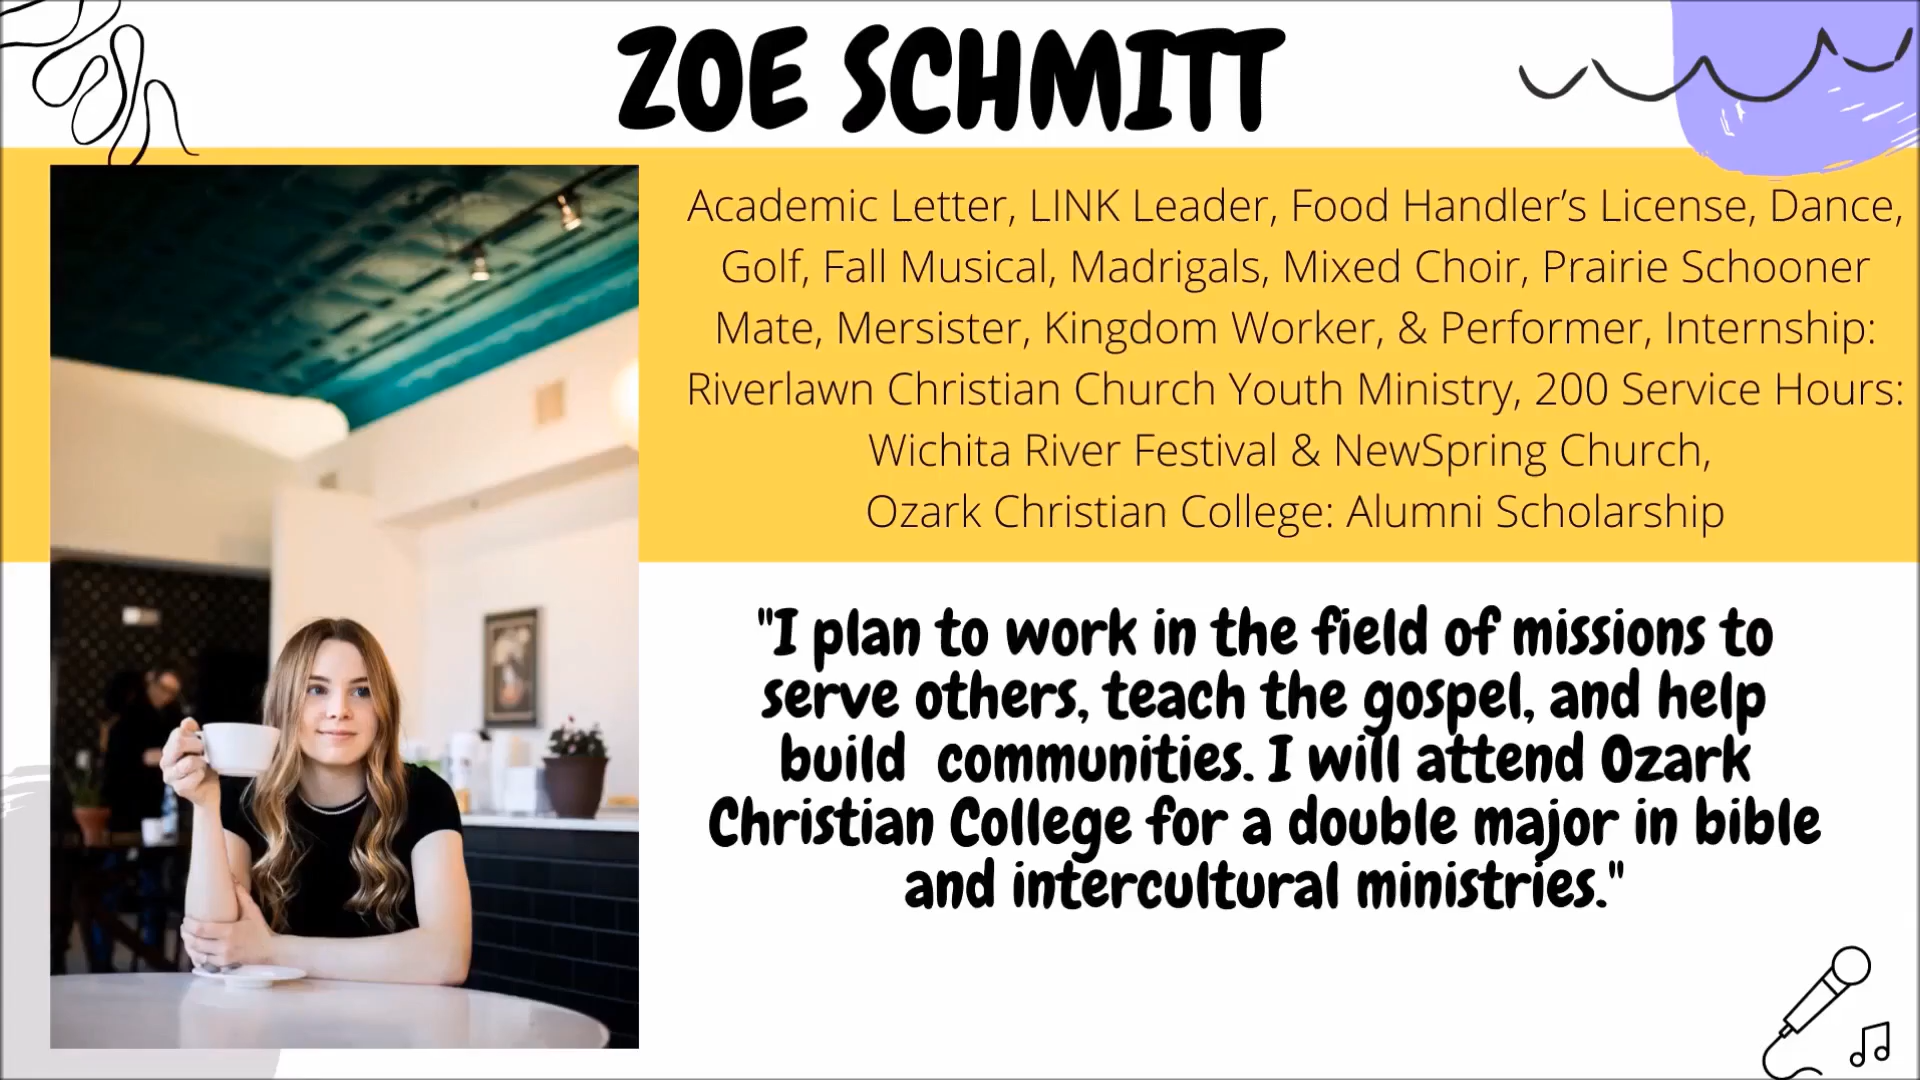 ZOE SCHMITT
Academic Letter, LINK Leader, Food Handler’s License, Dance,
Golf, Fall Musical, Madrigals, Mixed Choir, Prairie Schooner
Mate, Mersister, Kingdom Worker, & Performer, Internship:
Riverlawn Christian Church Youth Ministry, 200 Service Hours:
Wichita River Festival & NewSpring Church,
Ozark Christian College: Alumni Scholarship
"I plan to work in the field of missions to
serve others, teach the gospel, and help
build  communities. I will attend Ozark
Christian College for a double major in bible
and intercultural ministries."